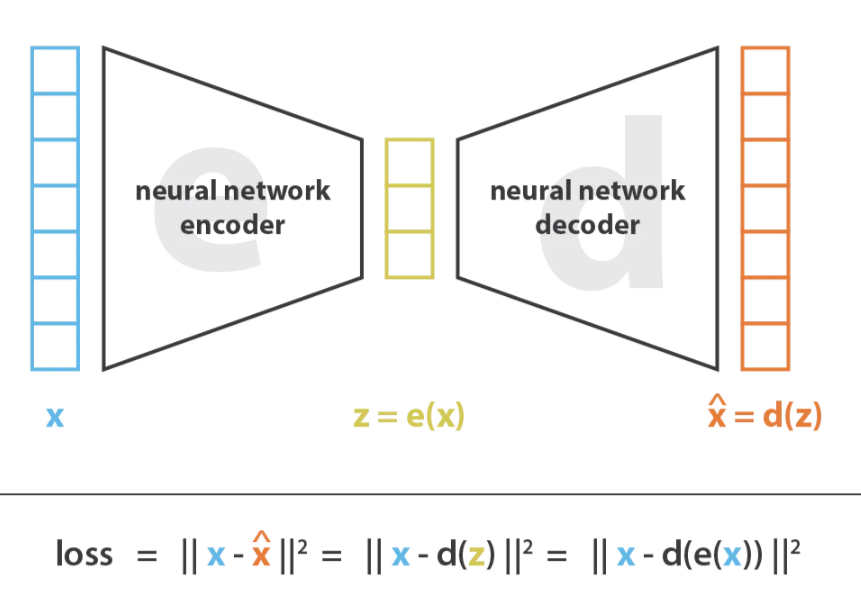 e
neural network
encoder
d
neural network
decoder
x
z = e(x)
x̂ = d(z)
loss = || x - x̂ ||² = || x - d(z) ||² = || x - d(e(x)) ||²